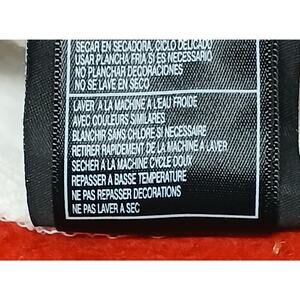 SECAR EN SECADORA, CICLO DELICADO
USAR PLANCHA FRIA SI ES NECESARIO
NO PLANCHAR DECORACIONES
NO SE LAVE EN SECO
LAVER À LA MACHINE A L'EAU FROIDE
AVEC COULEURS SIMILAIRES
BLANCHIR SANS CHLORE SI NECESSAIRE
RETIRER RAPIDEMENT DE LA MACHINE A LAVER
SECHER A LA MACHINE CYCLE DOUX
REPASSER A BASSE TEMPERATURE
NE PAS REPASSER DECORATIONS
NE PAS LAVER A SEC